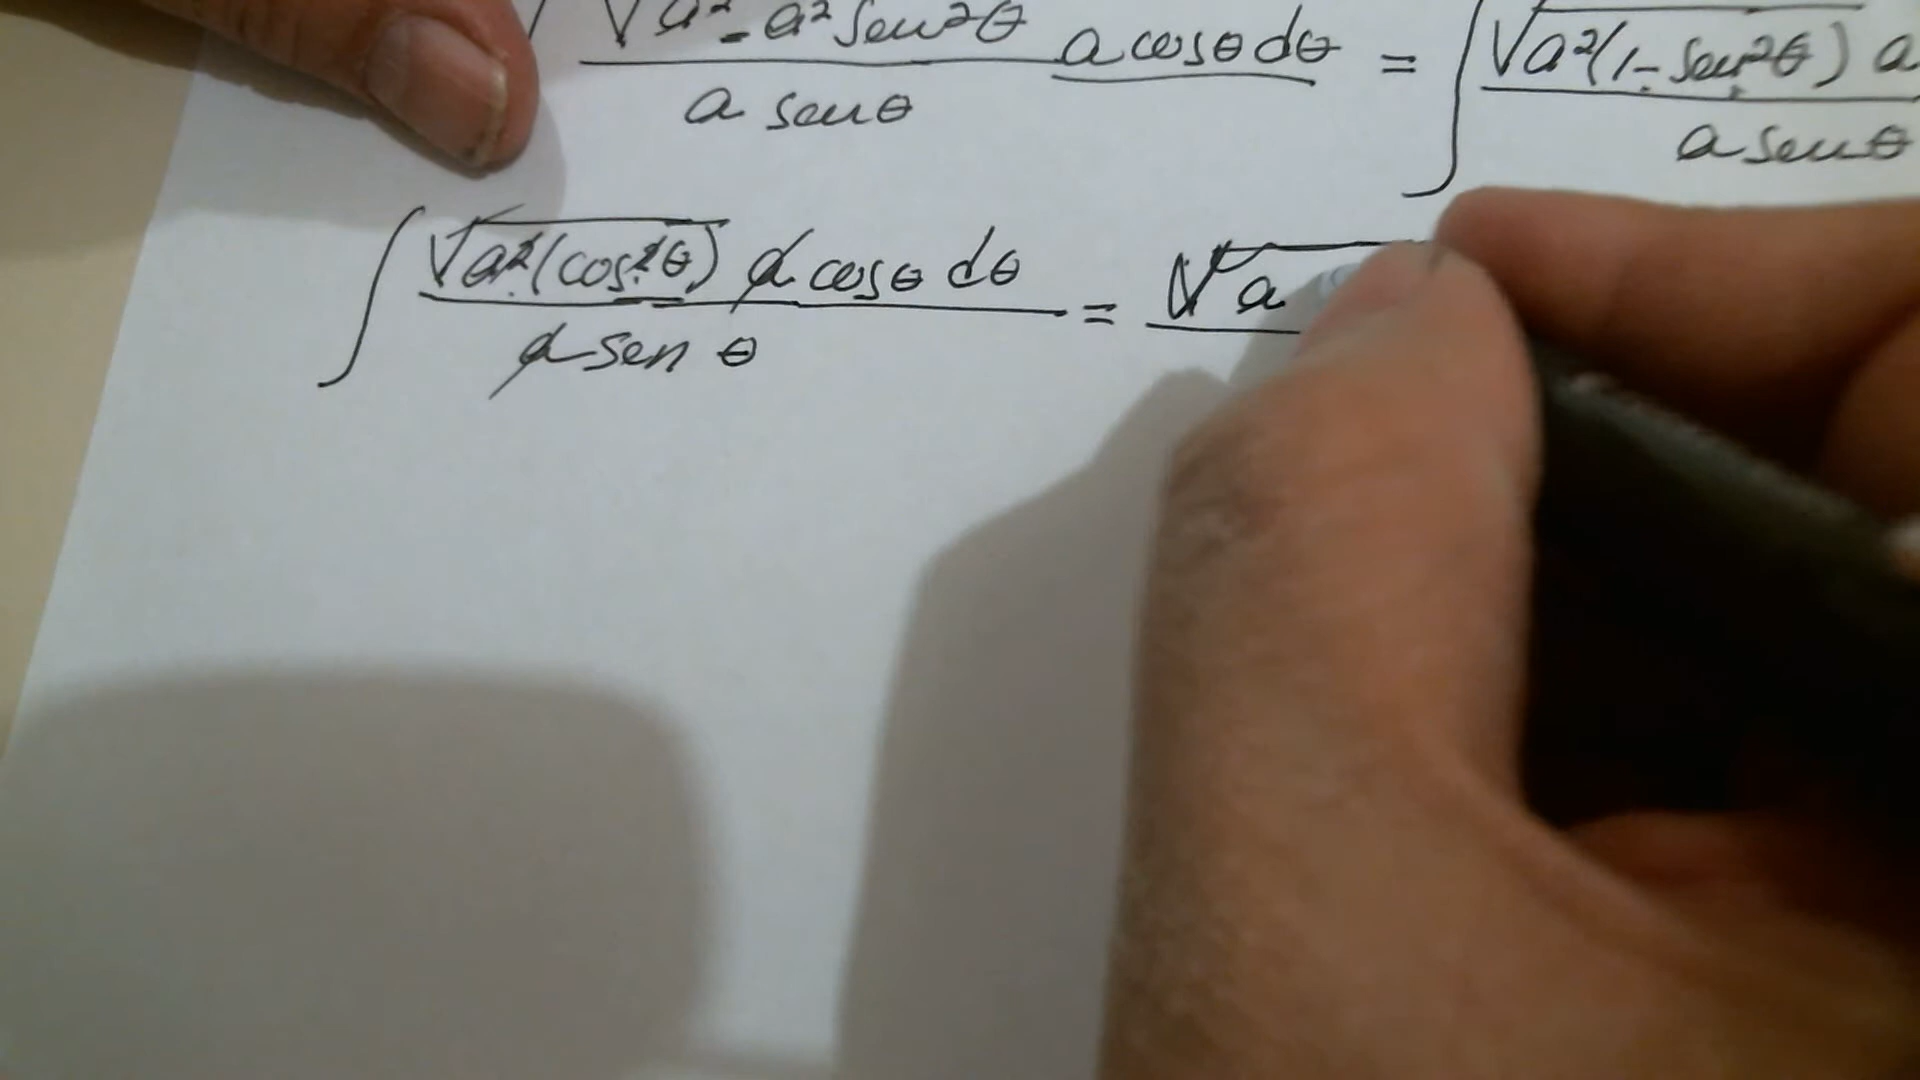 √a² - a² sen²θ a cosθ dθ = ∫ √a²(1 - sen²θ) a
a senθ a senθ
∫ √a²(cos²θ) a cosθ dθ = √a
a sen θ